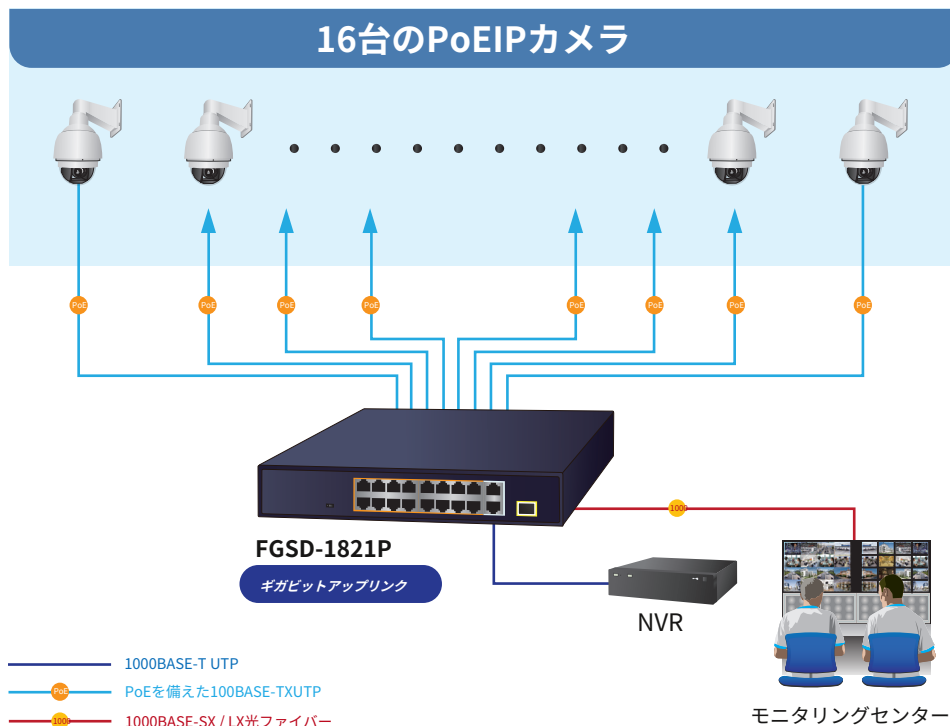 16台のPoEIPカメラ
PoE PoE PoE PoE PoE PoE PoE PoE
1000
FGSD-1821P
ギガビットアップリンク
NVR
1000BASE-T UTP
PoE PoEを備えた100BASE-TXUTP
1000 1000BASE-SX / LX光ファイバー
モニタリングセンター